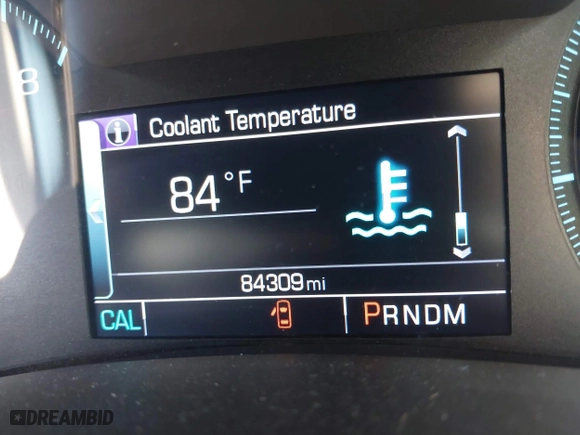 8
Coolant Temperature
84°F
84309 mi
CAL
PRNDM
DREAMBID